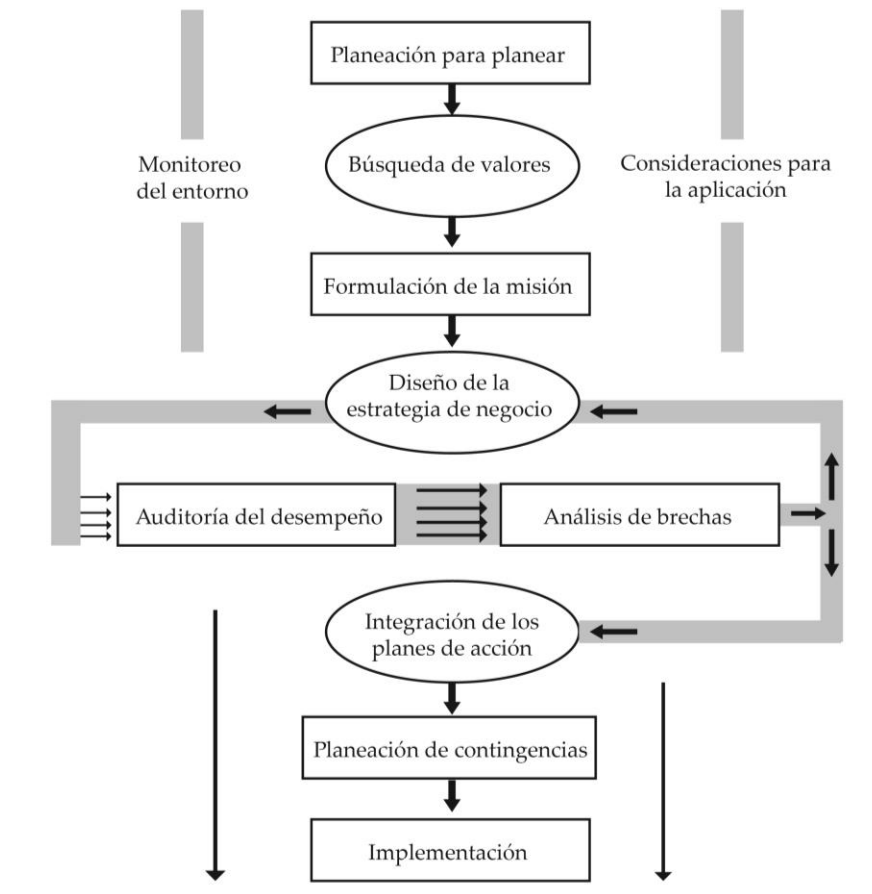 Planeación para planear
Monitoreo
del entorno
Búsqueda de valores
Consideraciones para
la aplicación
Formulación de la misión
Diseño de la
estrategia de negocio
Auditoría del desempeño
Análisis de brechas
Integración de los
planes de acción
Planeación de contingencias
Implementación